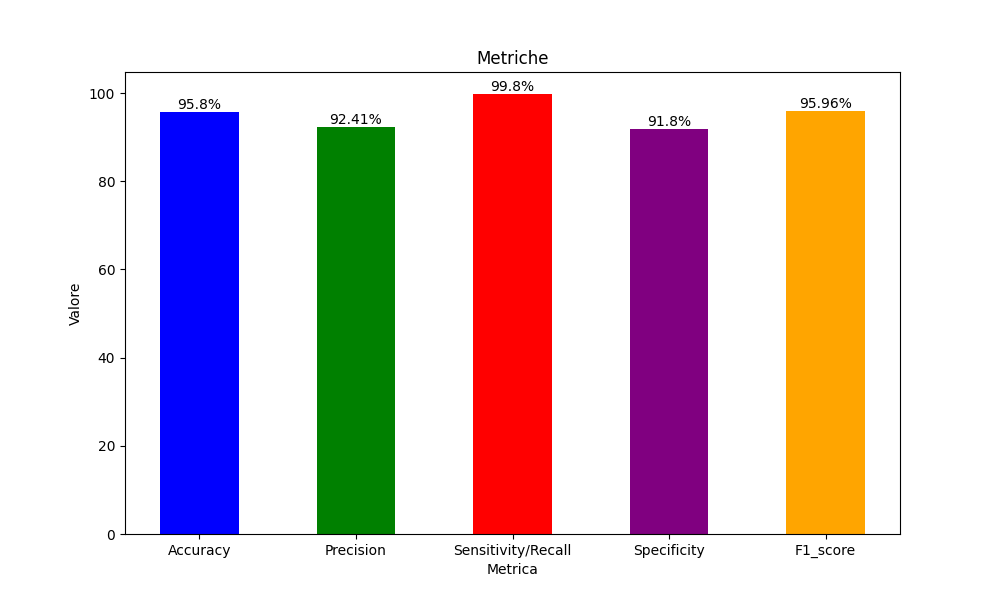 Metriche
95.8%
92.41%
99.8%
91.8%
95.96%
100
80
60
40
20
0
Valore
Accuracy
Precision
Sensitivity/Recall
Specificity
F1_score
Metrica